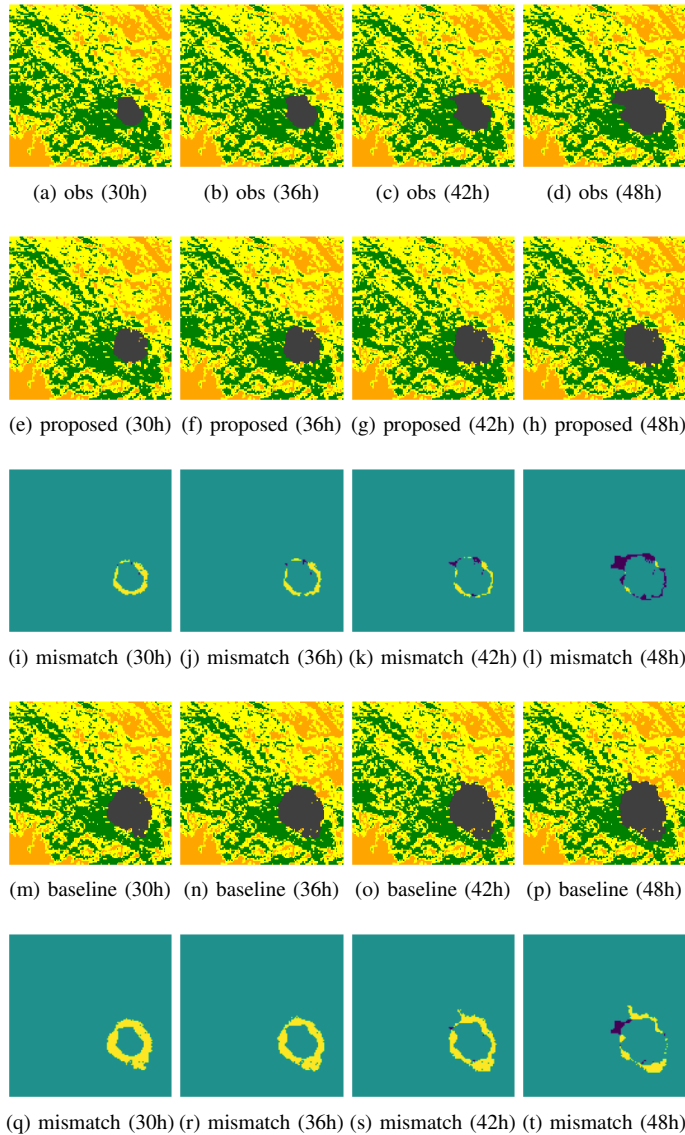 (a) obs (30h) (b) obs (36h) (c) obs (42h) (d) obs (48h)
(e) proposed (30h) (f) proposed (36h) (g) proposed (42h) (h) proposed (48h)
(i) mismatch (30h) (j) mismatch (36h) (k) mismatch (42h) (l) mismatch (48h)
(m) baseline (30h) (n) baseline (36h) (o) baseline (42h) (p) baseline (48h)
(q) mismatch (30h) (r) mismatch (36h) (s) mismatch (42h) (t) mismatch (48h)